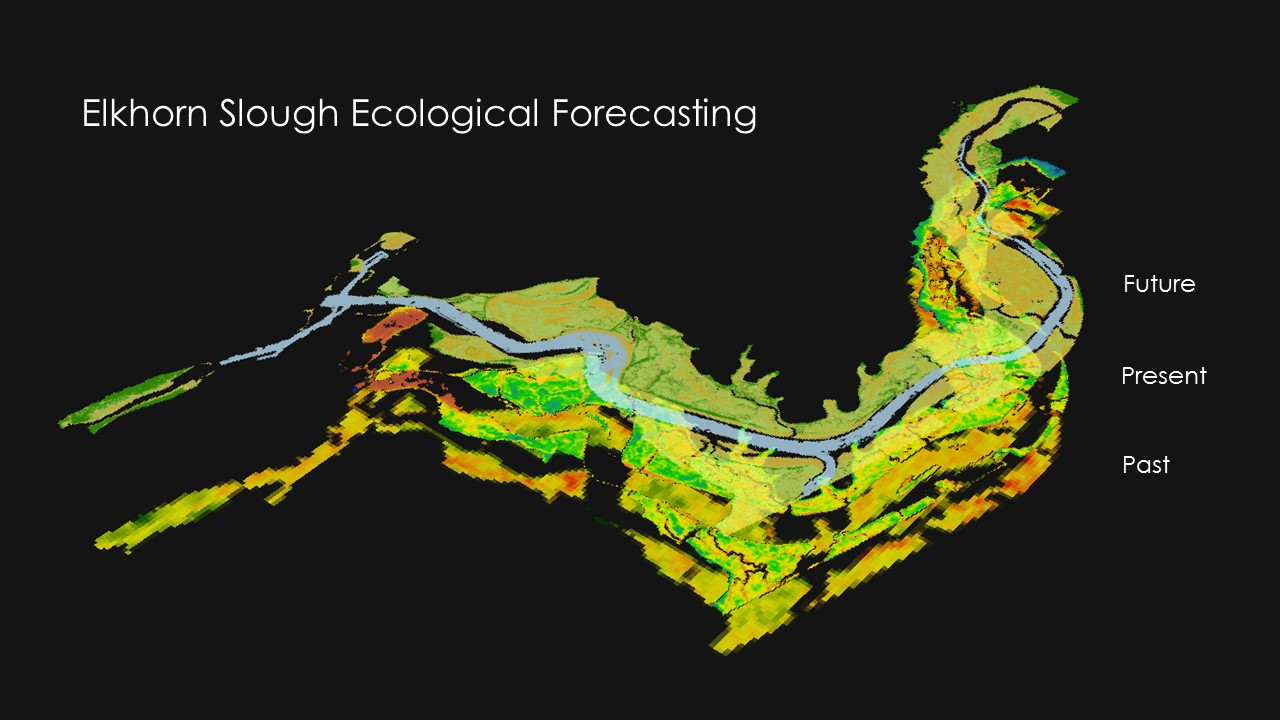 Elkhorn Slough Ecological Forecasting
Future
Present
Past